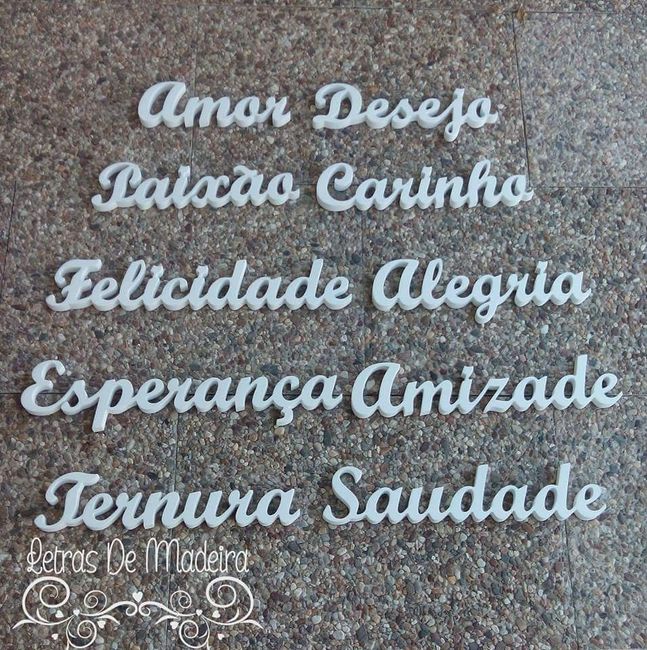 Amor Desejo
Paixão Carinho
Felicidade Alegria
Esperança Amizade
Ternura Saudade
Letras De Madeira